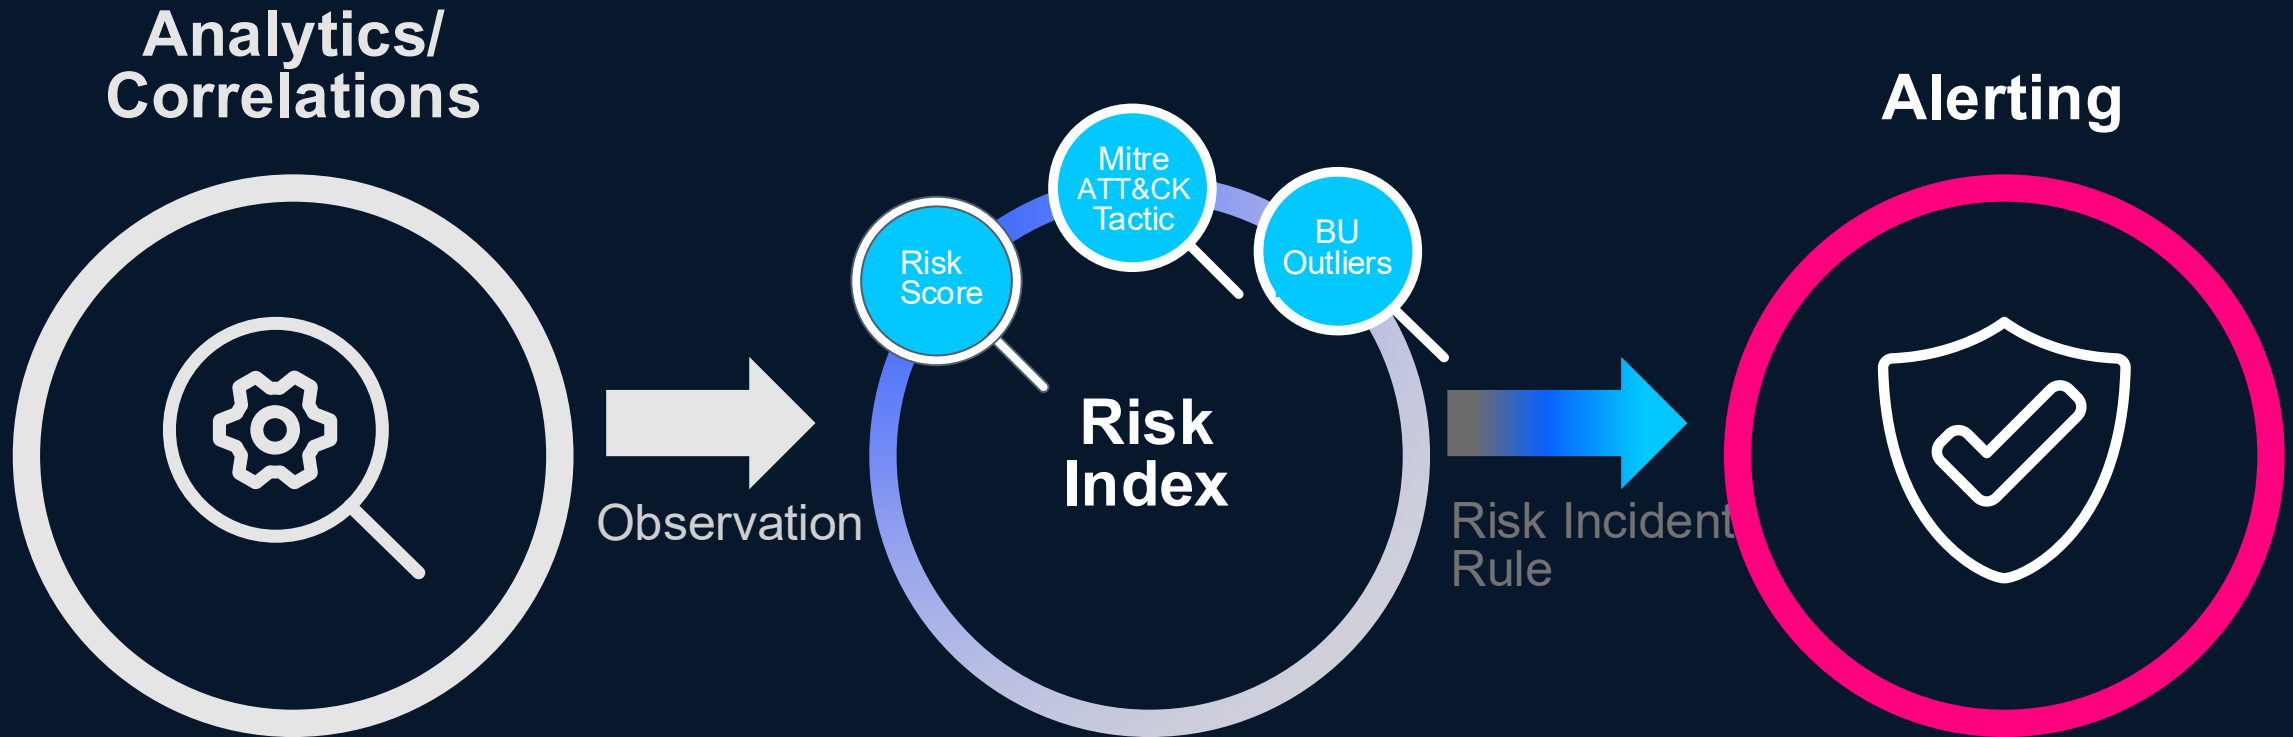 Analytics/
Correlations
Observation
Risk
Score
Mitre
ATT&CK
Tactic
BU
Outliers
Risk
Index
Risk Incident
Rule
Alerting